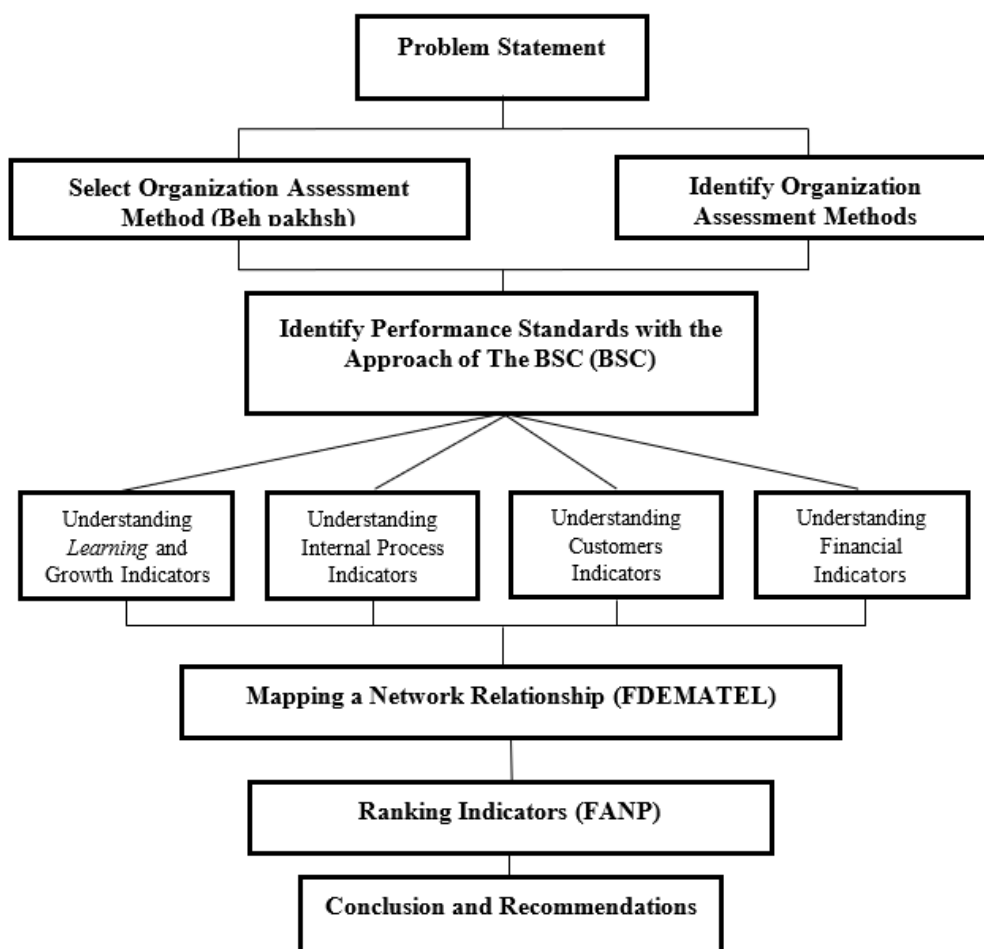 Problem Statement
Select Organization Assessment
Method (Beh pakhsh)
Identify Organization
Assessment Methods
Identify Performance Standards with the
Approach of The BSC (BSC)
Understanding
Learning and
Growth Indicators
Understanding
Internal Process
Indicators
Understanding
Customers
Indicators
Understanding
Financial
Indicators
Mapping a Network Relationship (FDEMATEL)
Ranking Indicators (FANP)
Conclusion and Recommendations